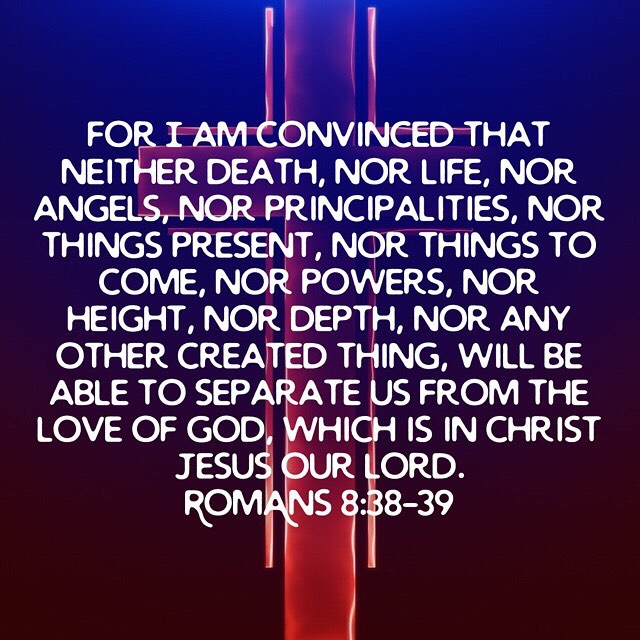 FOR I AM CONVINCED THAT
NEITHER DEATH, NOR LIFE, NOR
ANGELS, NOR PRINCIPALITIES, NOR
THINGS PRESENT, NOR THINGS TO
COME, NOR POWERS, NOR
HEIGHT, NOR DEPTH, NOR ANY
OTHER CREATED THING, WILL BE
ABLE TO SEPARATE US FROM THE
LOVE OF GOD, WHICH IS IN CHRIST
JESUS OUR LORD.
ROMANS 8:38-39